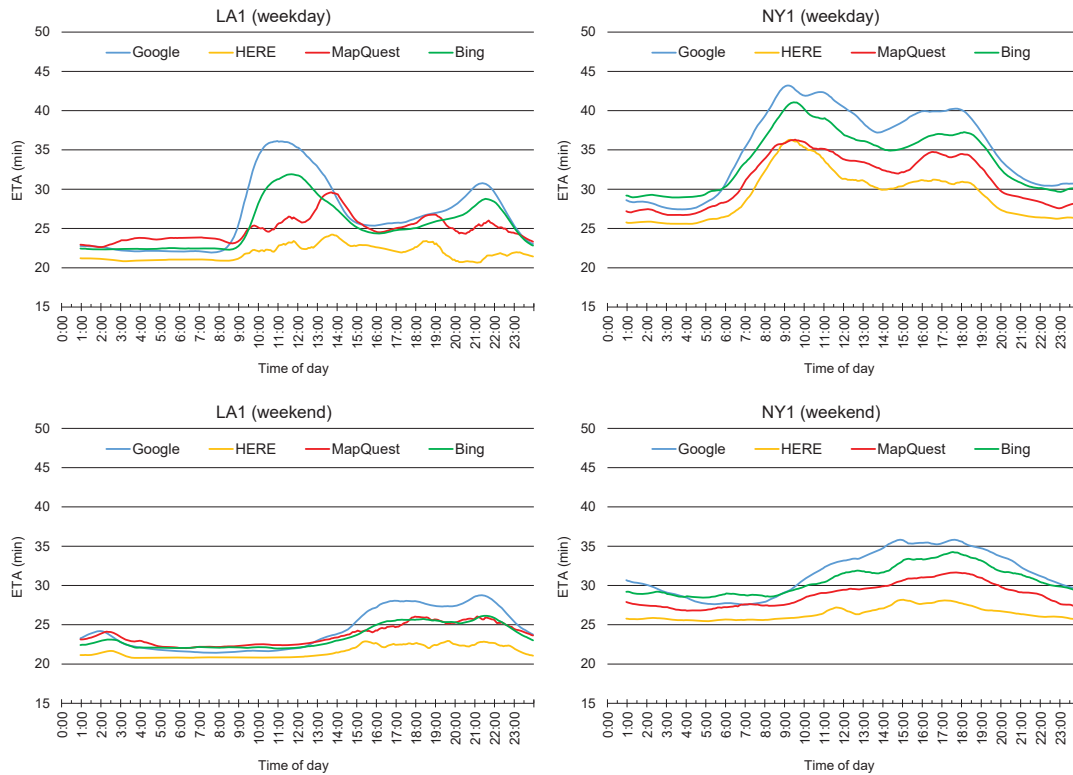 LA1 (weekday)
Google HERE MapQuest Bing
50
45
40
35
30
25
20
15
ETA (min)
0:00 1:00 2:00 3:00 4:00 5:00 6:00 7:00 8:00 9:00 10:00 11:00 12:00 13:00 14:00 15:00 16:00 17:00 18:00 19:00 20:00 21:00 22:00 23:00
Time of day
NY1 (weekday)
Google HERE MapQuest Bing
50
45
40
35
30
25
20
15
ETA (min)
0:00 1:00 2:00 3:00 4:00 5:00 6:00 7:00 8:00 9:00 10:00 11:00 12:00 13:00 14:00 15:00 16:00 17:00 18:00 19:00 20:00 21:00 22:00 23:00
Time of day
LA1 (weekend)
Google HERE MapQuest Bing
50
45
40
35
30
25
20
15
ETA (min)
0:00 1:00 2:00 3:00 4:00 5:00 6:00 7:00 8:00 9:00 10:00 11:00 12:00 13:00 14:00 15:00 16:00 17:00 18:00 19:00 20:00 21:00 22:00 23:00
Time of day
NY1 (weekend)
Google HERE MapQuest Bing
50
45
40
35
30
25
20
15
ETA (min)
0:00 1:00 2:00 3:00 4:00 5:00 6:00 7:00 8:00 9:00 10:00 11:00 12:00 13:00 14:00 15:00 16:00 17:00 18:00 19:00 20:00 21:00 22:00 23:00
Time of day